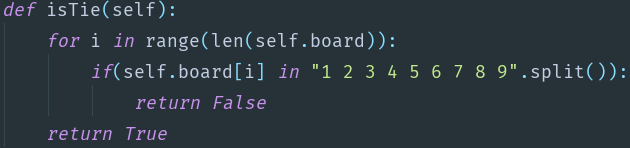 def isTie(self):
    for i in range(len(self.board)):
        if(self.board[i] in "1 2 3 4 5 6 7 8 9".split()):
            return False
    return True